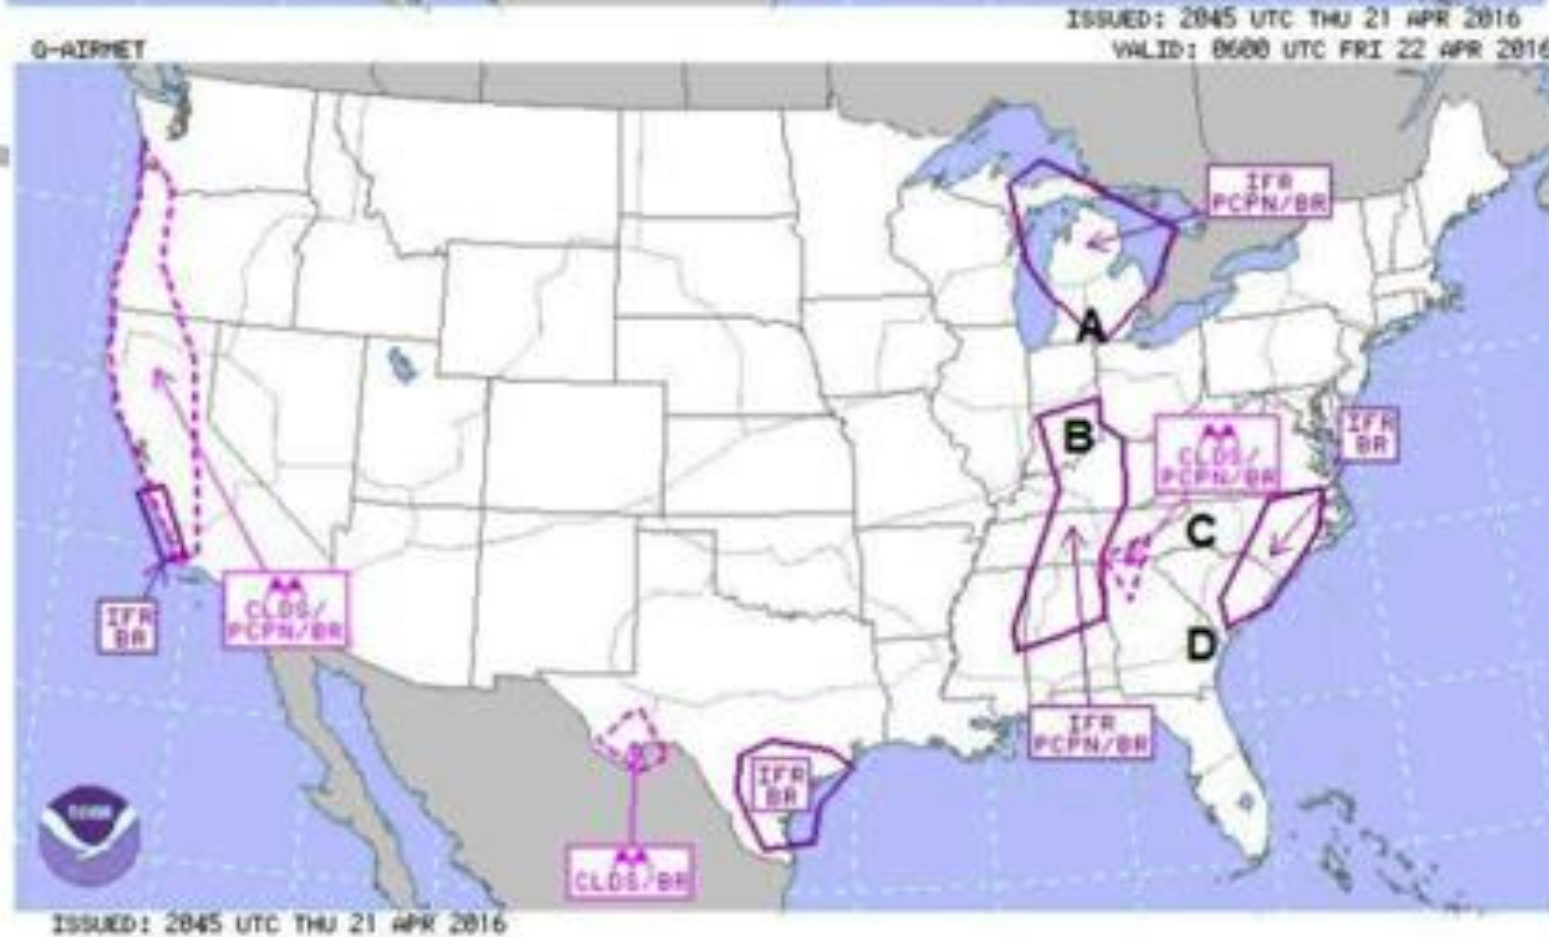 ISSUED: 2045 UTC THU 21 APR 2016
G-AIRMET
VALID: 0600 UTC FRI 22 APR 2016
IFR
PCPN/BR
A
B
CLDS/
PCPN/BR
IFR
BR
C
D
IFR
BR
CLDS/
PCPN/BR
IFR
PCPN/BR
IFR
BR
CLDS/BR
ISSUED: 2045 UTC THU 21 APR 2016